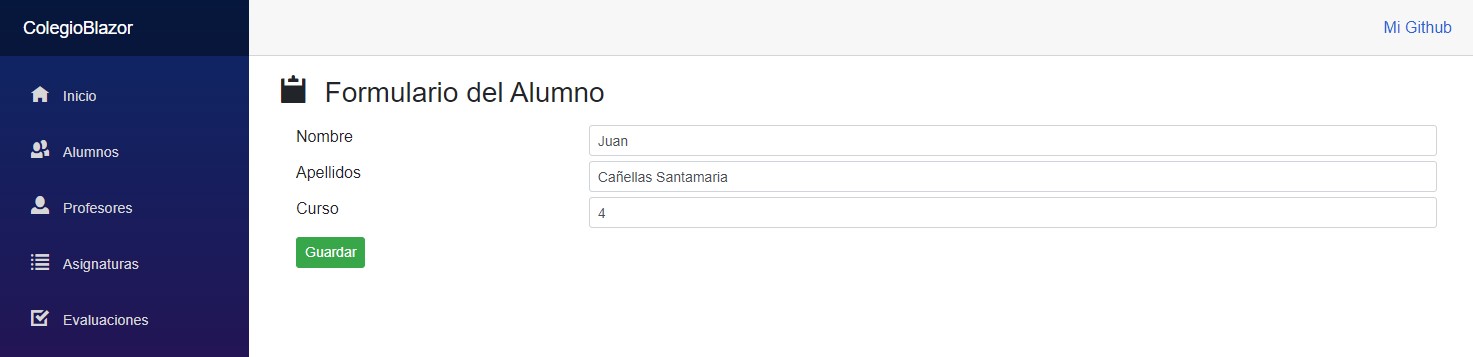 ColegioBlazor
Mi Github
Inicio
Alumnos
Profesores
Asignaturas
Evaluaciones
Formulario del Alumno
Nombre
Juan
Apellidos
Cañellas Santamaria
Curso
4
Guardar